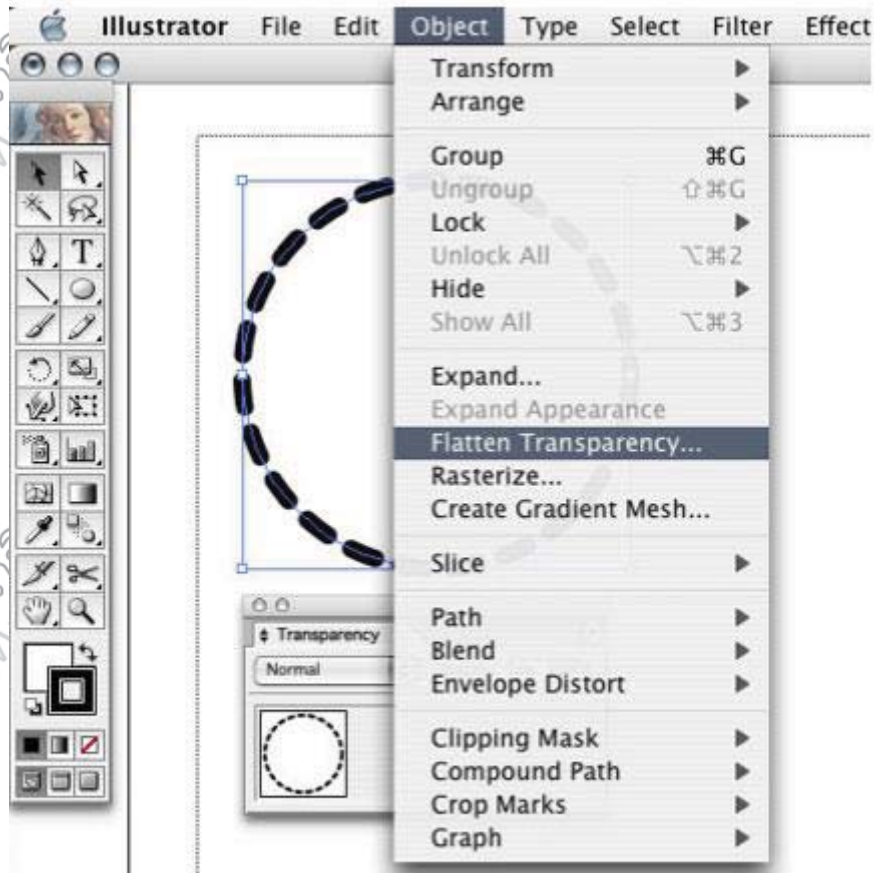 Illustrator File Edit Object Type Select Filter Effect
Transform
Arrange
Group ⌘G
Ungroup ⇧⌘G
Lock
Unlock All ⌥⌘2
Hide
Show All ⌥⌘3
Expand...
Expand Appearance
Flatten Transparency...
Rasterize...
Create Gradient Mesh...
Slice
Path
Blend
Envelope Distort
Clipping Mask
Compound Path
Crop Marks
Graph
T
Transparency
Normal